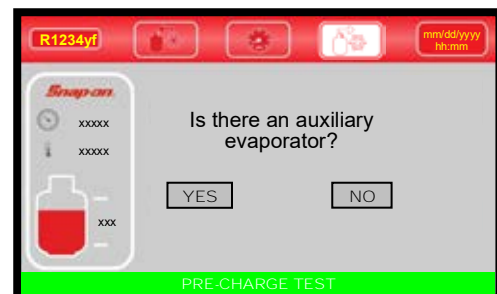 R1234yf
mm/dd/yyyy
hh:mm
Snap-on
xxxxx
xxxxx
xxx
Is there an auxiliary
evaporator?
YES NO
PRE-CHARGE TEST